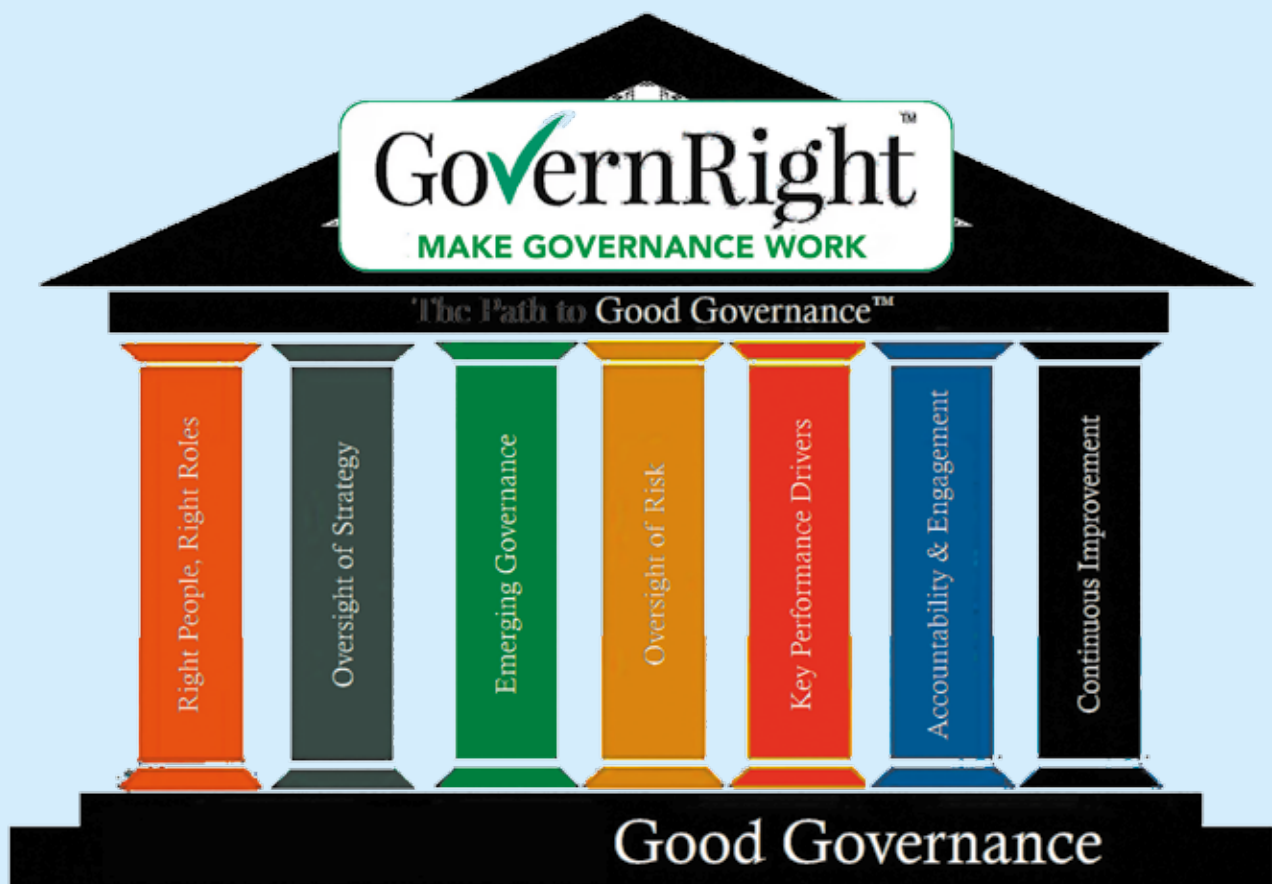 GovernRight™
MAKE GOVERNANCE WORK
The Path to Good Governance™
Right People, Right Roles
Oversight of Strategy
Emerging Governance
Oversight of Risk
Key Performance Drivers
Accountability & Engagement
Continuous Improvement
Good Governance